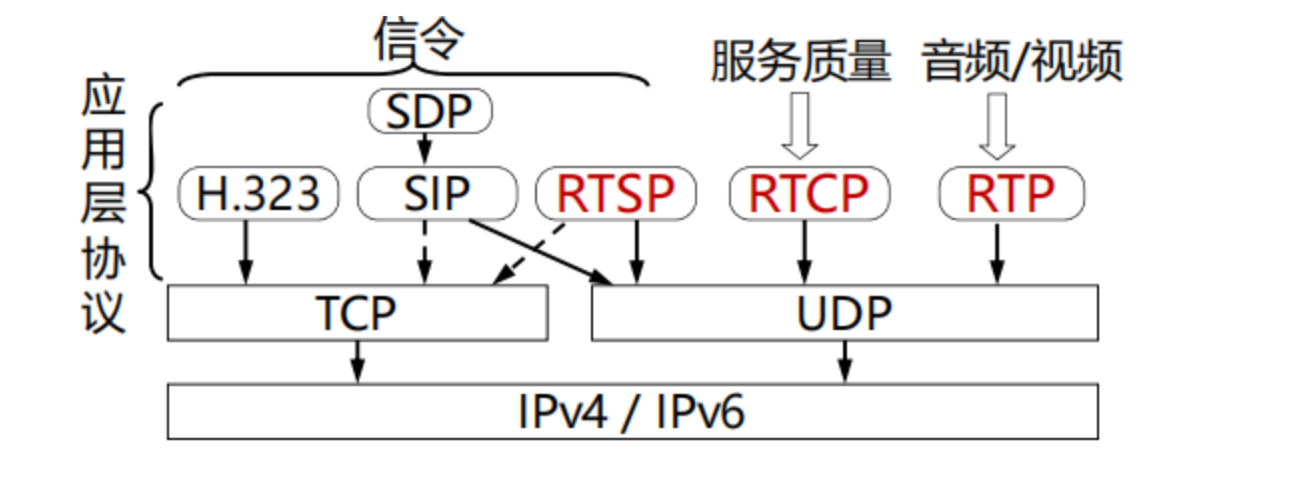 信令
服务质量
音频/视频
应用层协议
SDP
H.323
SIP
RTSP
RTCP
RTP
TCP
UDP
IPv4 / IPv6